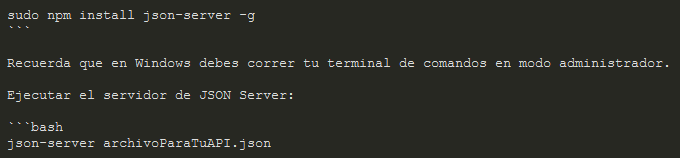 sudo npm install json-server -g
```
Recuerda que en Windows debes correr tu terminal de comandos en modo administrador.
Ejecutar el servidor de JSON Server:
```bash
json-server archivoParaTuAPI.json